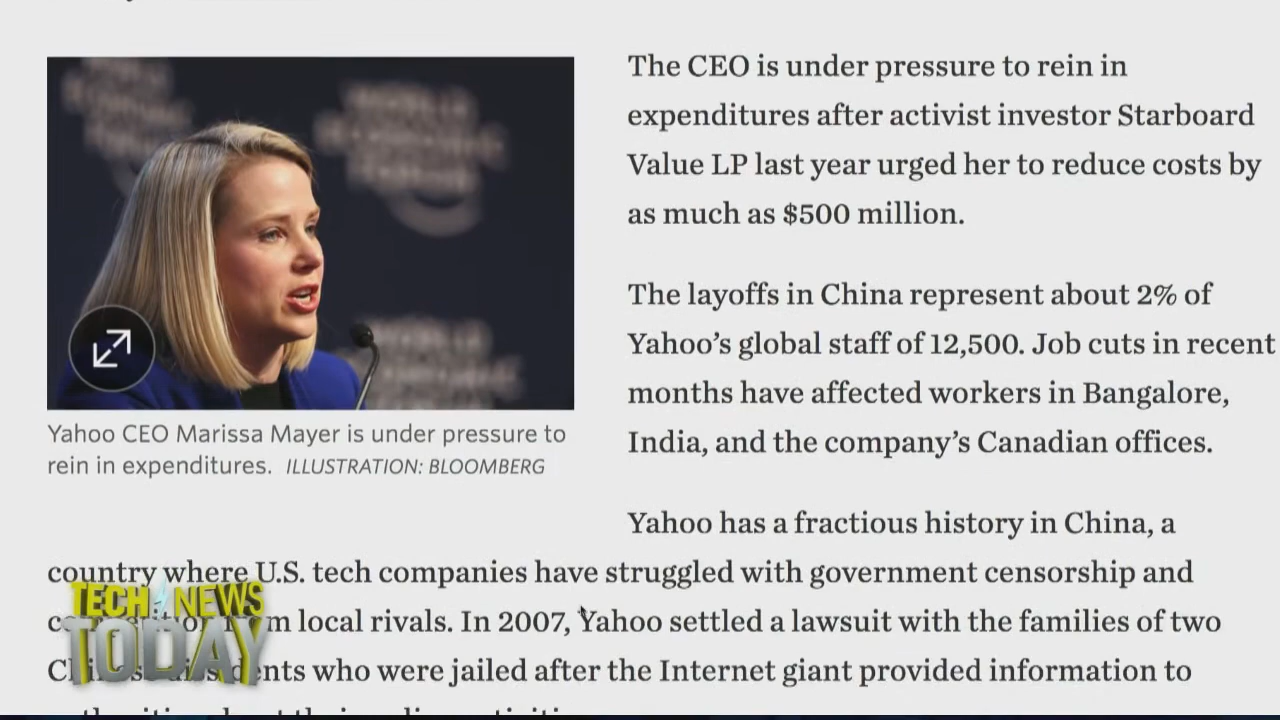 WORLD
ECONOMIC
FORUM
The CEO is under pressure to rein in
expenditures after activist investor Starboard
Value LP last year urged her to reduce costs by
as much as $500 million.
The layoffs in China represent about 2% of
Yahoo’s global staff of 12,500. Job cuts in recent
months have affected workers in Bangalore,
India, and the company’s Canadian offices.
Yahoo CEO Marissa Mayer is under pressure to
rein in expenditures. ILLUSTRATION: BLOOMBERG
Yahoo has a fractious history in China, a
country where U.S. tech companies have struggled with government censorship and
local rivals. In 2007, Yahoo settled a lawsuit with the families of two
who were jailed after the Internet giant provided information to
TECH NEWS
TODAY